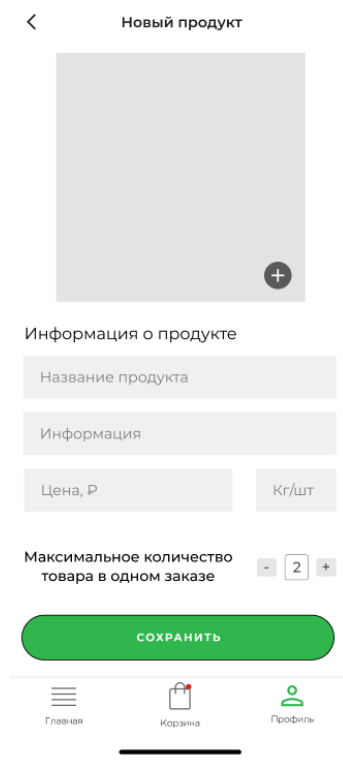 Новый продукт
+
Информация о продукте
Название продукта
Информация
Цена, ₽
Кг/шт
Максимальное количество
товара в одном заказе
- 2 +
СОХРАНИТЬ
Главная
Корзина
Профиль